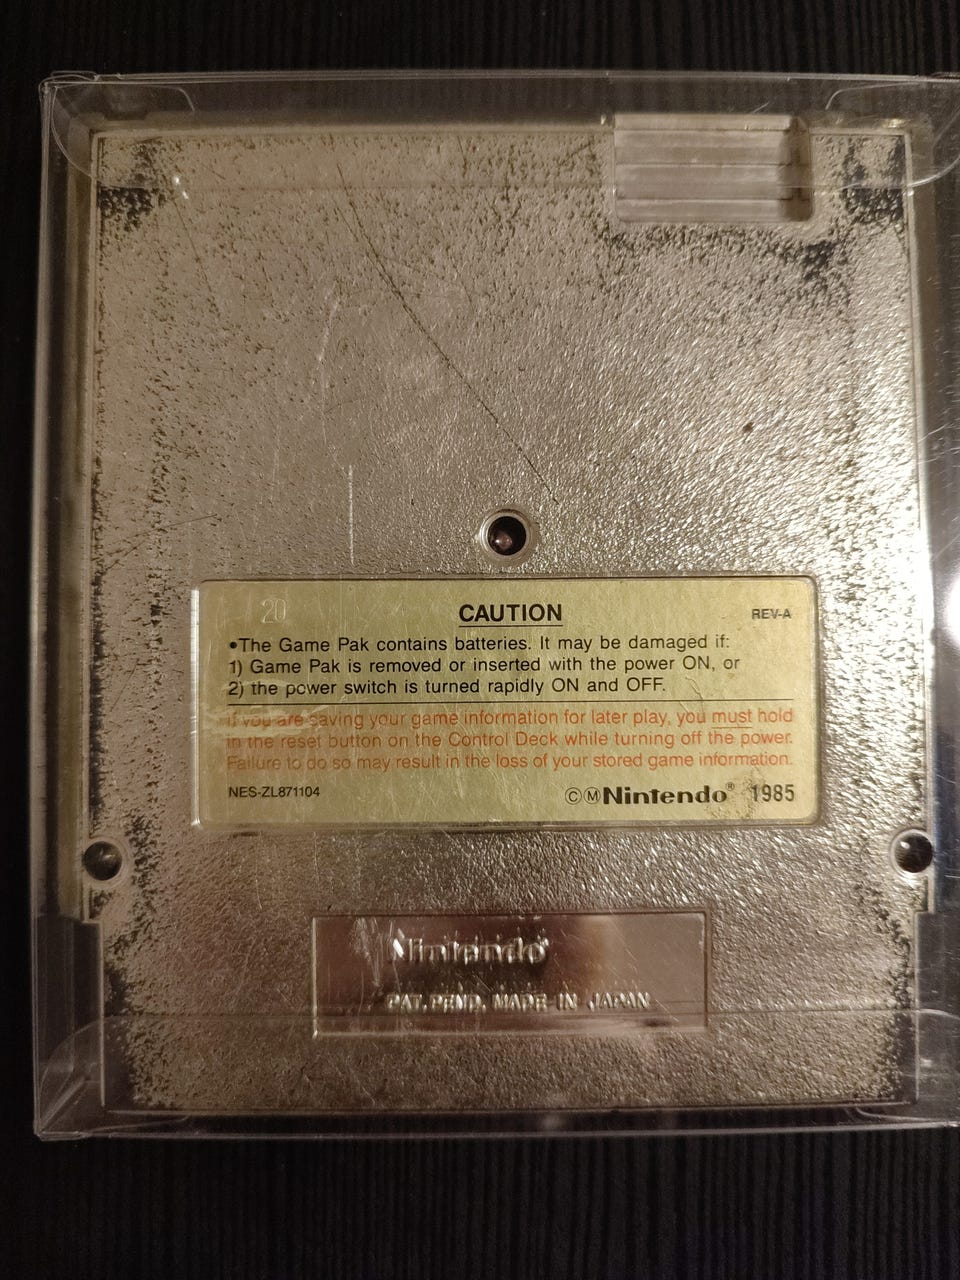 20
CAUTION
REV-A
•The Game Pak contains batteries. It may be damaged if:
1) Game Pak is removed or inserted with the power ON, or
2) the power switch is turned rapidly ON and OFF.
If you are saving your game information for later play, you must hold
in the reset button on the Control Deck while turning off the power.
Failure to do so may result in the loss of your stored game information.
NES-ZL871104
ⒸⓂNintendo® 1985
Nintendo®
PAT. PEND. MADE IN JAPAN